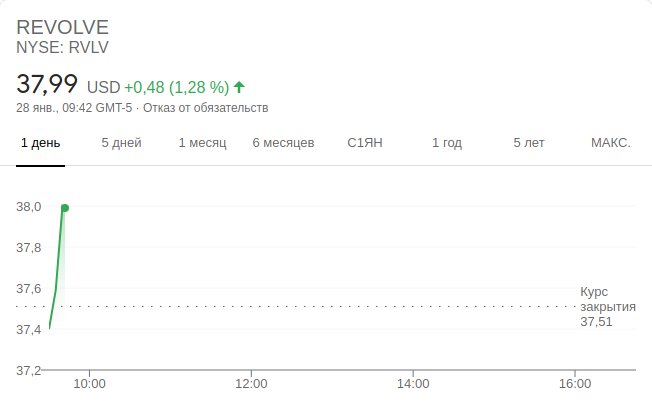 REVOLVE
NYSE: RVLV
37,99 USD +0,48 (1,28 %)
28 янв., 09:42 GMT-5 · Отказ от обязательств
1 день 5 дней 1 месяц 6 месяцев С1ЯН 1 год 5 лет МАКС.
38,0
37,8
37,6
Курс
закрытия
37,51
37,4
37,2
10:00 12:00 14:00 16:00